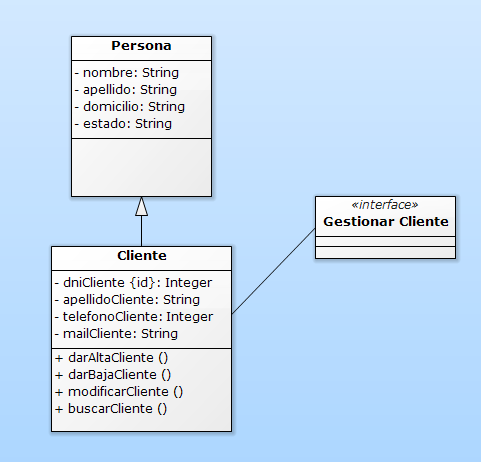 Persona
- nombre: String
- apellido: String
- domicilio: String
- estado: String
«interface»
Gestionar Cliente
Cliente
- dniCliente {id}: Integer
- apellidoCliente: String
- telefonoCliente: Integer
- mailCliente: String
+ darAltaCliente ()
+ darBajaCliente ()
+ modificarCliente ()
+ buscarCliente ()